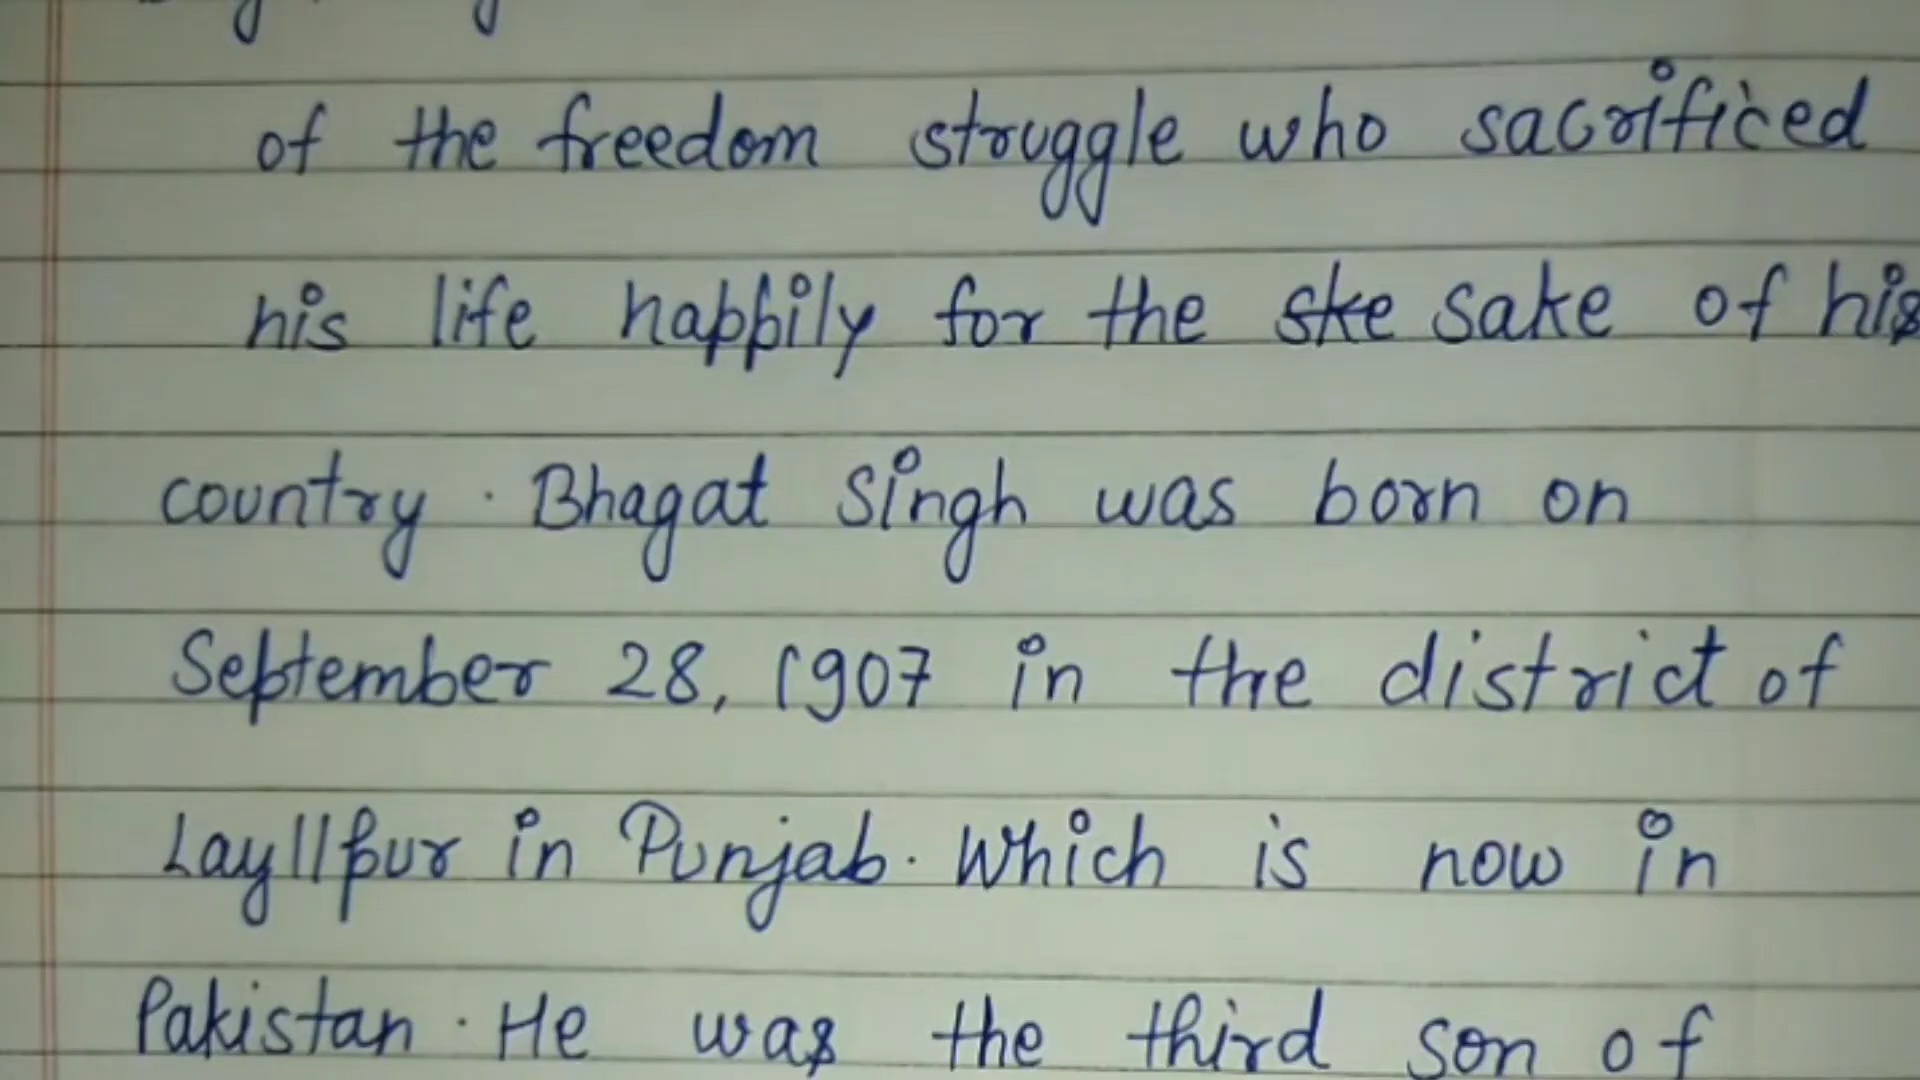 of the freedom struggle who sacrificed
his life happily for the ske sake of his
country. Bhagat Singh was born on
September 28, 1907 in the district of
Layllpur in Punjab. Which is now in
Pakistan. He was the third son of